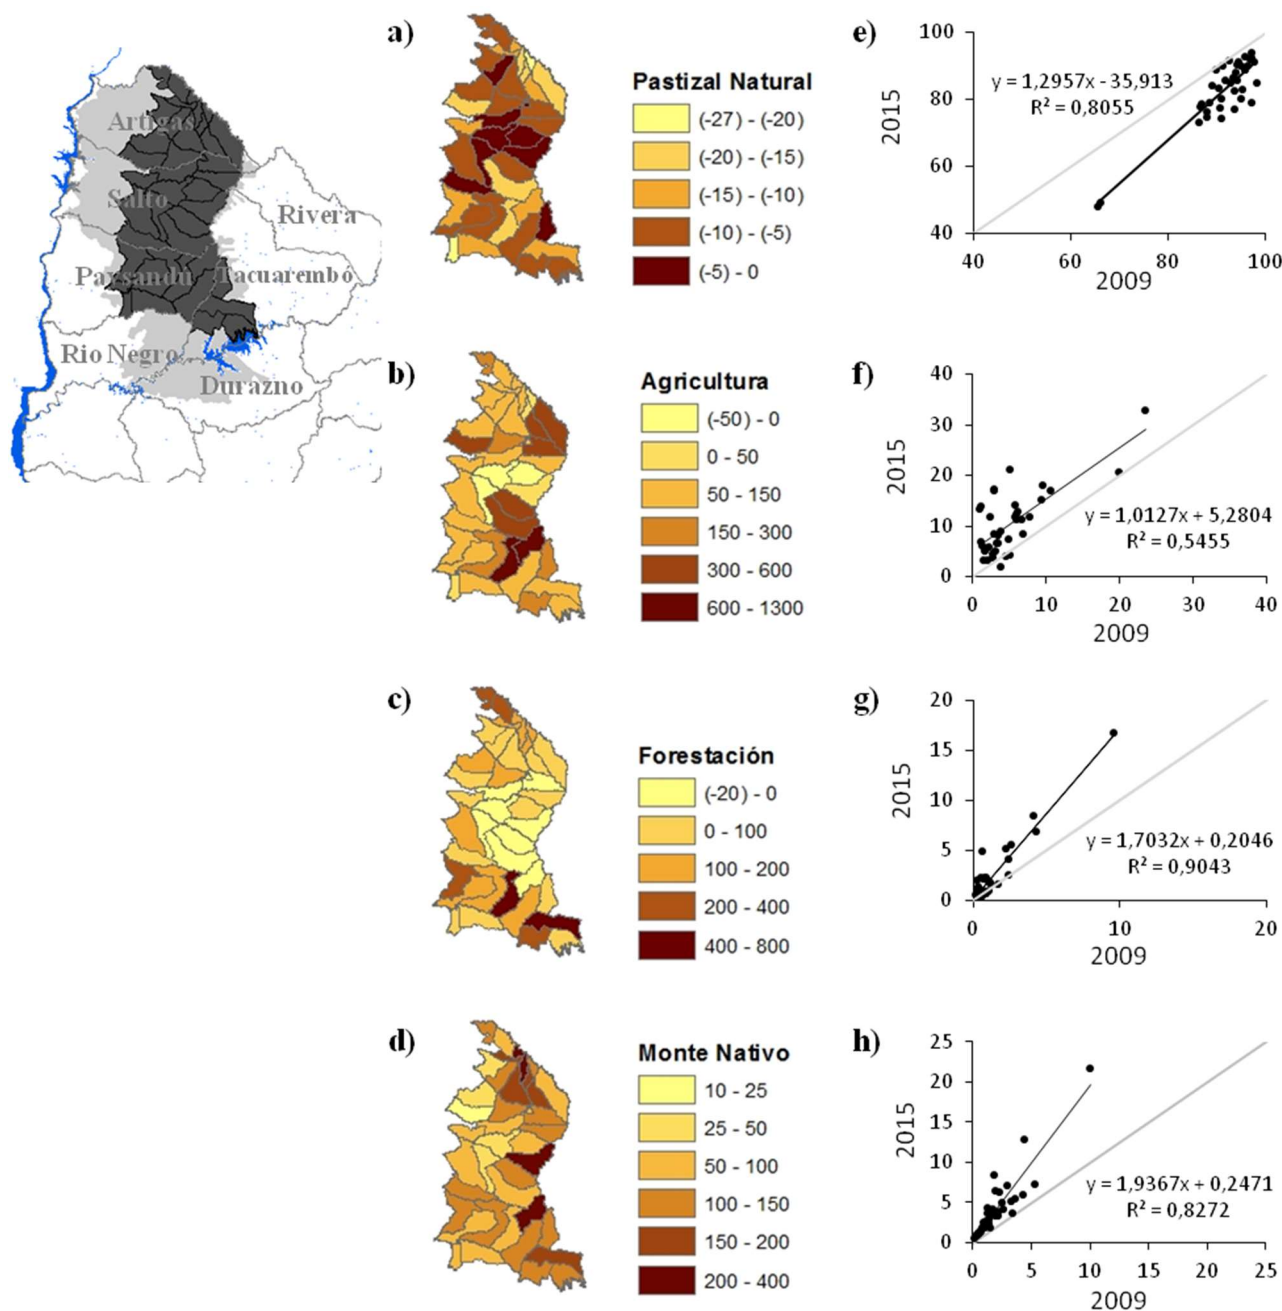 Artigas
Salto
Rivera
Paysandú
Tacuarembó
Rio Negro
Durazno
a)
Pastizal Natural
(-27) - (-20)
(-20) - (-15)
(-15) - (-10)
(-10) - (-5)
(-5) - 0
e)
100
80
60
40
2015
y = 1,2957x - 35,913
R² = 0,8055
40 60 80 100
2009
b)
Agricultura
(-50) - 0
0 - 50
50 - 150
150 - 300
300 - 600
600 - 1300
f)
40
30
20
10
0
2015
y = 1,0127x + 5,2804
R² = 0,5455
0 10 20 30 40
2009
c)
Forestación
(-20) - 0
0 - 100
100 - 200
200 - 400
400 - 800
g)
20
15
10
5
0
2015
y = 1,7032x + 0,2046
R² = 0,9043
0 10 20
2009
d)
Monte Nativo
10 - 25
25 - 50
50 - 100
100 - 150
150 - 200
200 - 400
h)
25
20
15
10
5
0
2015
y = 1,9367x + 0,2471
R² = 0,8272
0 5 10 15 20 25
2009